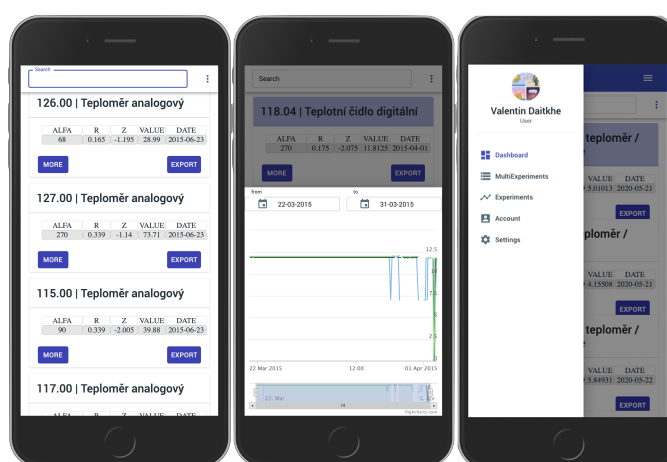 Search
126.00 | Teploměr analogový
ALFA R Z VALUE DATE
68 0.165 -1.195 28.99 2015-06-23
MORE EXPORT
127.00 | Teploměr analogový
ALFA R Z VALUE DATE
270 0.339 -1.14 73.71 2015-06-23
MORE EXPORT
115.00 | Teploměr analogový
ALFA R Z VALUE DATE
90 0.339 -2.005 39.88 2015-06-23
MORE EXPORT
117.00 | Teploměr analogový
ALFA R Z VALUE DATE
Search
118.04 | Teplotní čidlo digitální
ALFA R Z VALUE DATE
270 0.175 -2.075 11.8125 2015-04-01
MORE EXPORT
from to
22-03-2015 31-03-2015
12.5
10
7.5
5
2.5
0
22 Mar 2015 12:00 01 Apr 2015
22. Mar 1.
Highcharts.com
Valentin Daitkhe
User
Dashboard
MultiExperiments
Experiments
Account
Settings
teploměr /
VALUE DATE
5.01013 2020-05-21
EXPORT
ploměr /
VALUE DATE
4.15508 2020-05-22
EXPORT
teploměr /
VALUE DATE
5.84931 2020-05-22
EXPORT